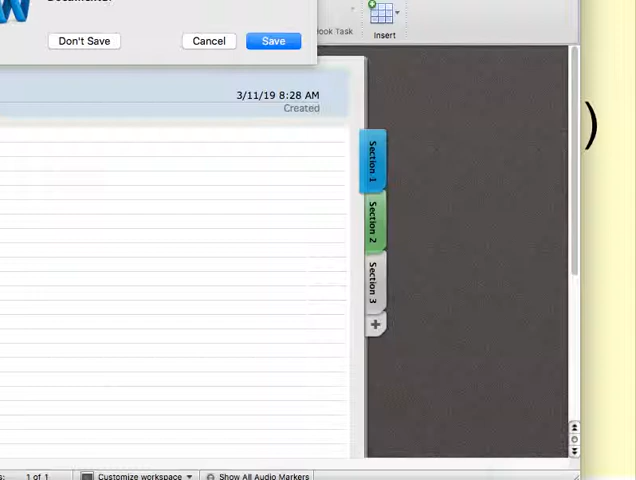 Don't Save
Cancel
Save
ook Task
Insert
3/11/19 8:28 AM
Created
)
Section 1
Section 2
Section 3
s:
1 of 1
Customize workspace
Show All Audio Markers